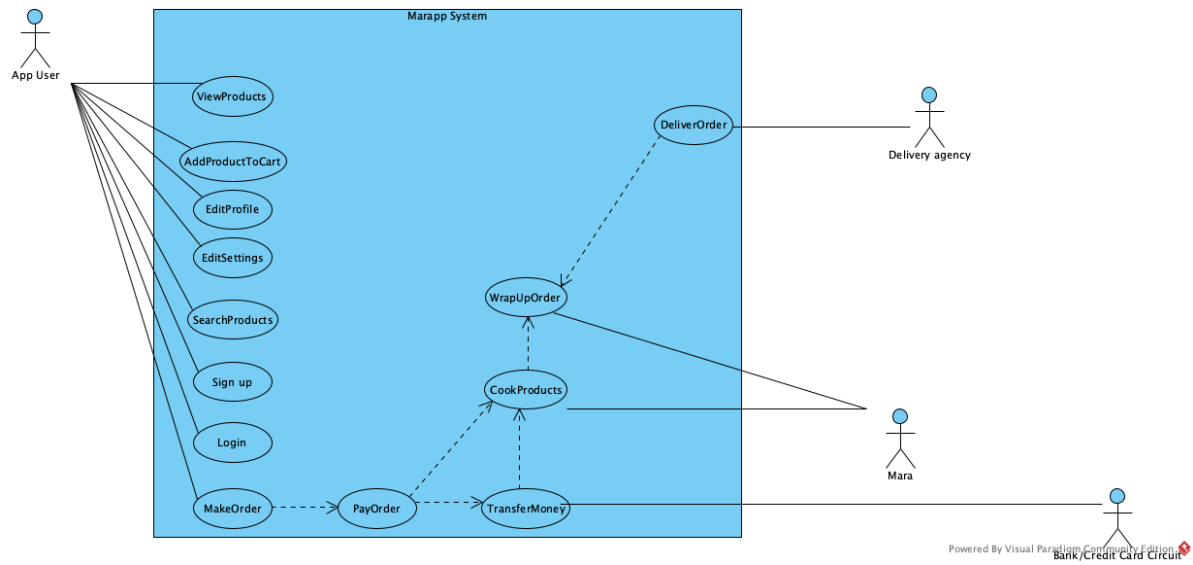 Marapp System
App User
ViewProducts
DeliverOrder
Delivery agency
AddProductToCart
EditProfile
EditSettings
WrapUpOrder
SearchProducts
Sign up
CookProducts
Login
Mara
MakeOrder
PayOrder
TransferMoney
Powered By Visual Paradigm Community Edition
Bank/Credit Card Circuit